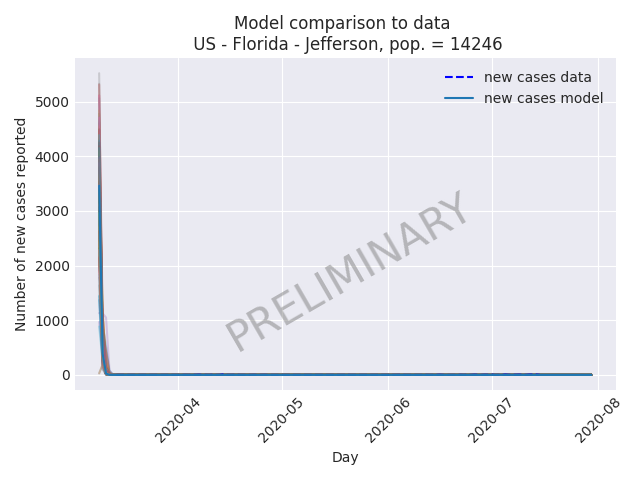 Model comparison to data
US - Florida - Jefferson, pop. = 14246
new cases data
new cases model
Number of new cases reported
5000
4000
3000
2000
1000
0
PRELIMINARY
2020-04
2020-05
2020-06
2020-07
2020-08
Day